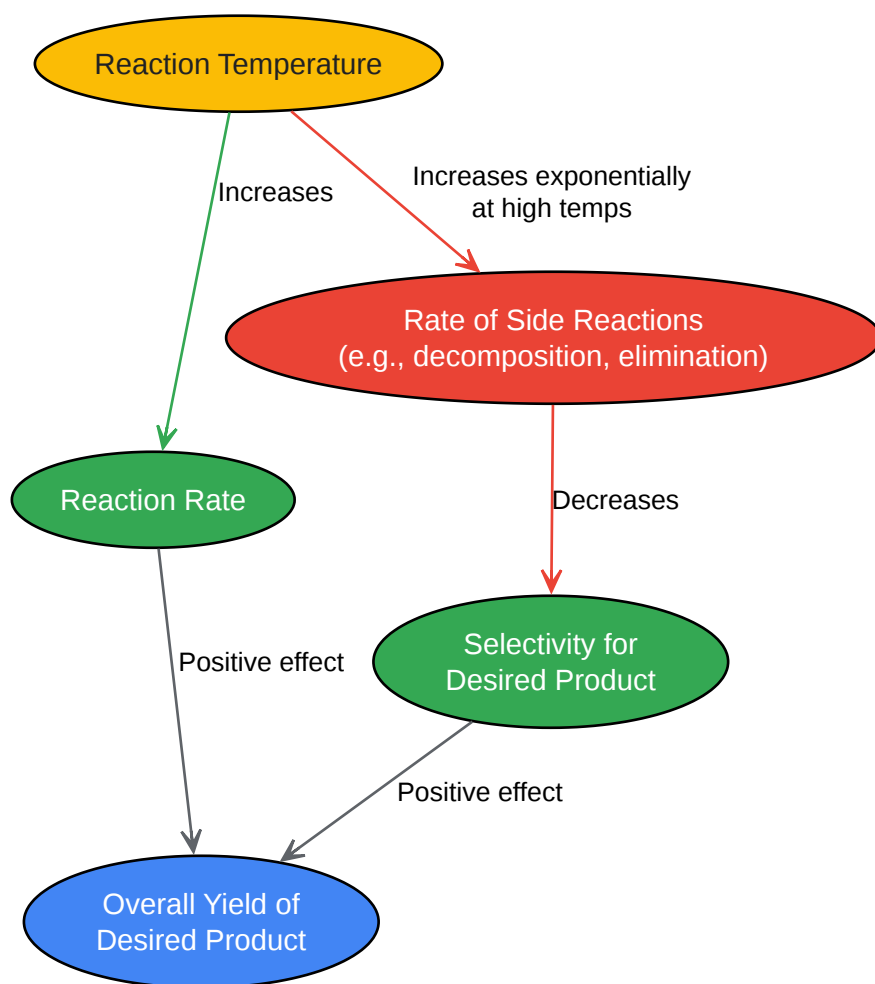 Reaction Temperature
Increases
Increases exponentially
at high temps
Rate of Side Reactions
(e.g., decomposition, elimination)
Reaction Rate
Decreases
Positive effect
Selectivity for
Desired Product
Positive effect
Overall Yield of
Desired Product